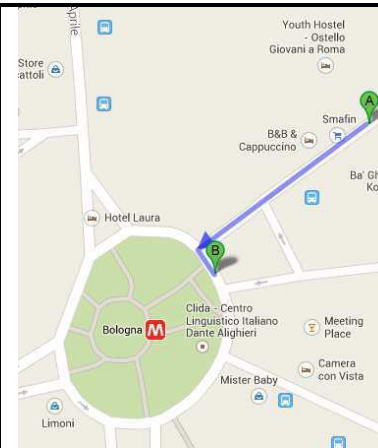 Aprile
Youth Hostel
- Ostello
Giovani a Roma
Store
A
Smafin
B&B &
Cappuccino
Hotel Laura
B
Clida - Centro
Linguistico Italiano
Dante Alighieri
Bologna M
Meeting
Place
Camera
con Vista
Mister Baby
Limoni